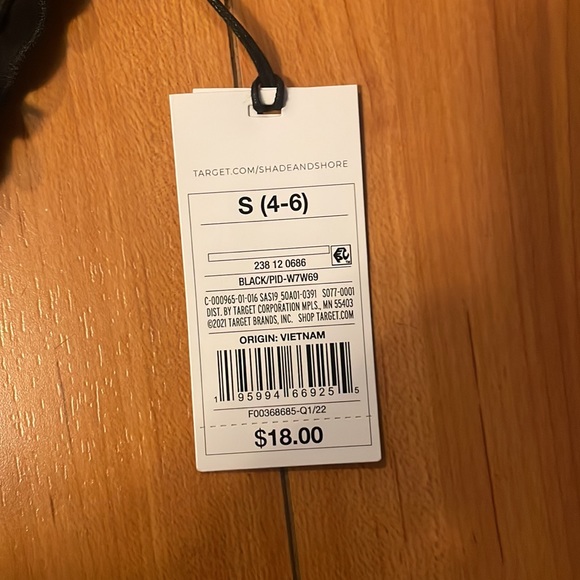 TARGET.COM/SHADEANDSHORE
S (4-6)
238 12 0686
BLACK/PID-W7W69
C-000965-01-016 SAS19_50A01-0391 S077-0001
DIST. BY TARGET CORPORATION MPLS., MN 55403
©2021 TARGET BRANDS, INC. SHOP TARGET.COM
ORIGIN: VIETNAM
1 95994 66925 5
F00368685-Q1/22
$18.00